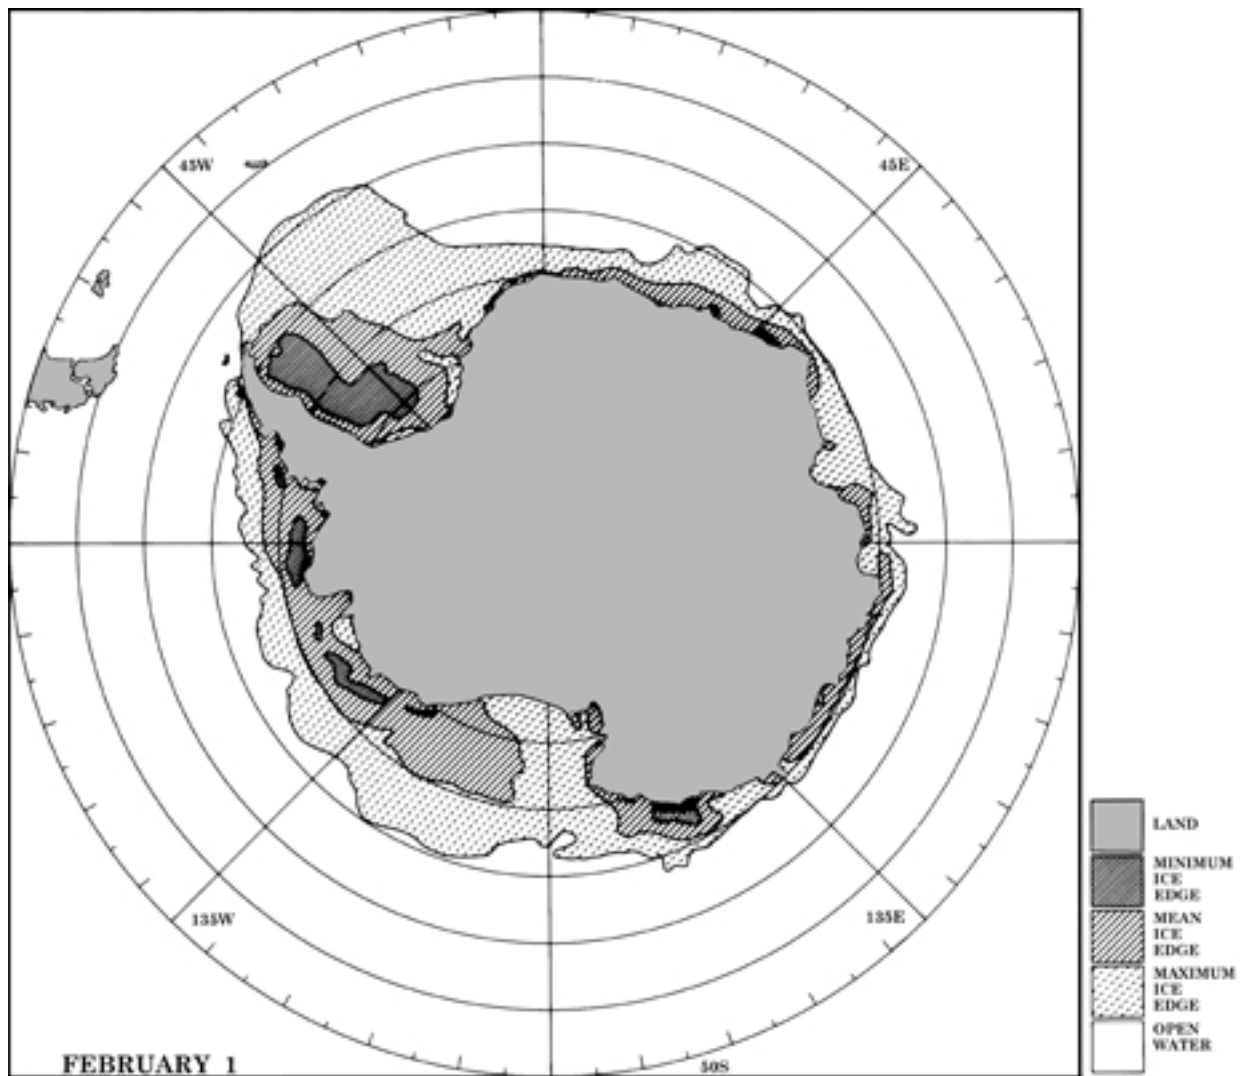 45W
45E
135W
135E
50S
FEBRUARY 1
LAND
MINIMUM
ICE
EDGE
MEAN
ICE
EDGE
MAXIMUM
ICE
EDGE
OPEN
WATER